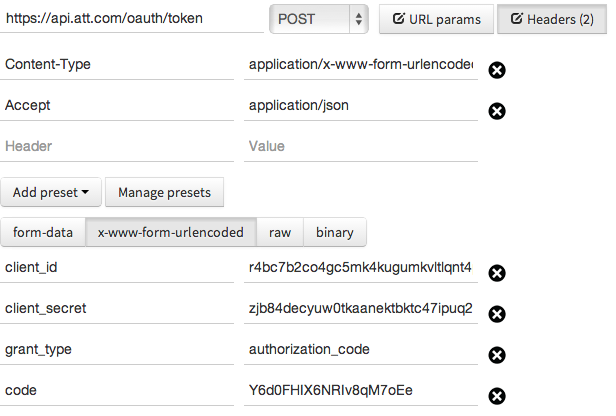 https://api.att.com/oauth/token POST URL params Headers (2)
Content-Type application/x-www-form-urlencoded
Accept application/json
Header Value
Add preset Manage presets
form-data x-www-form-urlencoded raw binary
client_id r4bc7b2co4gc5mk4kugumkvltlqnt4
client_secret zjb84decyuw0tkaanektbktc47ipuq2
grant_type authorization_code
code Y6d0FHIX6NRIv8qM7oEe